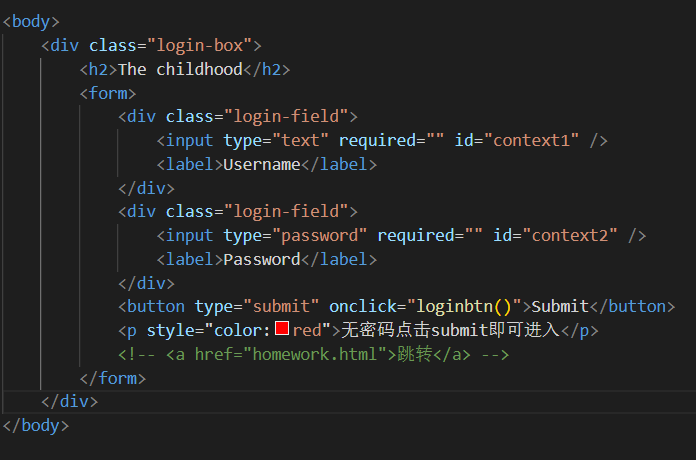 <body>
<div class="login-box">
<h2>The childhood</h2>
<form>
<div class="login-field">
<input type="text" required="" id="context1" />
<label>Username</label>
</div>
<div class="login-field">
<input type="password" required="" id="context2" />
<label>Password</label>
</div>
<button type="submit" onclick="loginbtn()">Submit</button>
<p style="color:red">无密码点击submit即可进入</p>
<!-- <a href="homework.html">跳转</a> -->
</form>
</div>
</body>